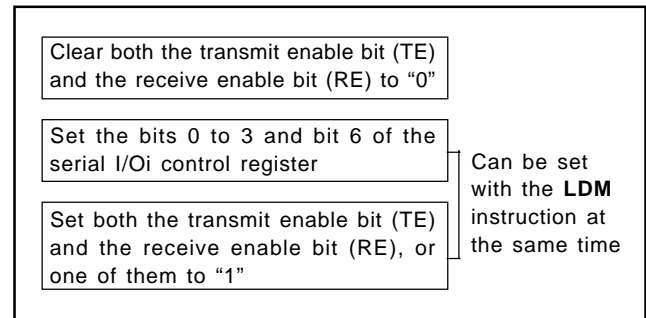 Clear both the transmit enable bit (TE)
and the receive enable bit (RE) to “0”
Set the bits 0 to 3 and bit 6 of the
serial I/Oi control register
Set both the transmit enable bit (TE)
and the receive enable bit (RE), or
one of them to “1”
Can be set
with the LDM
instruction at
the same time